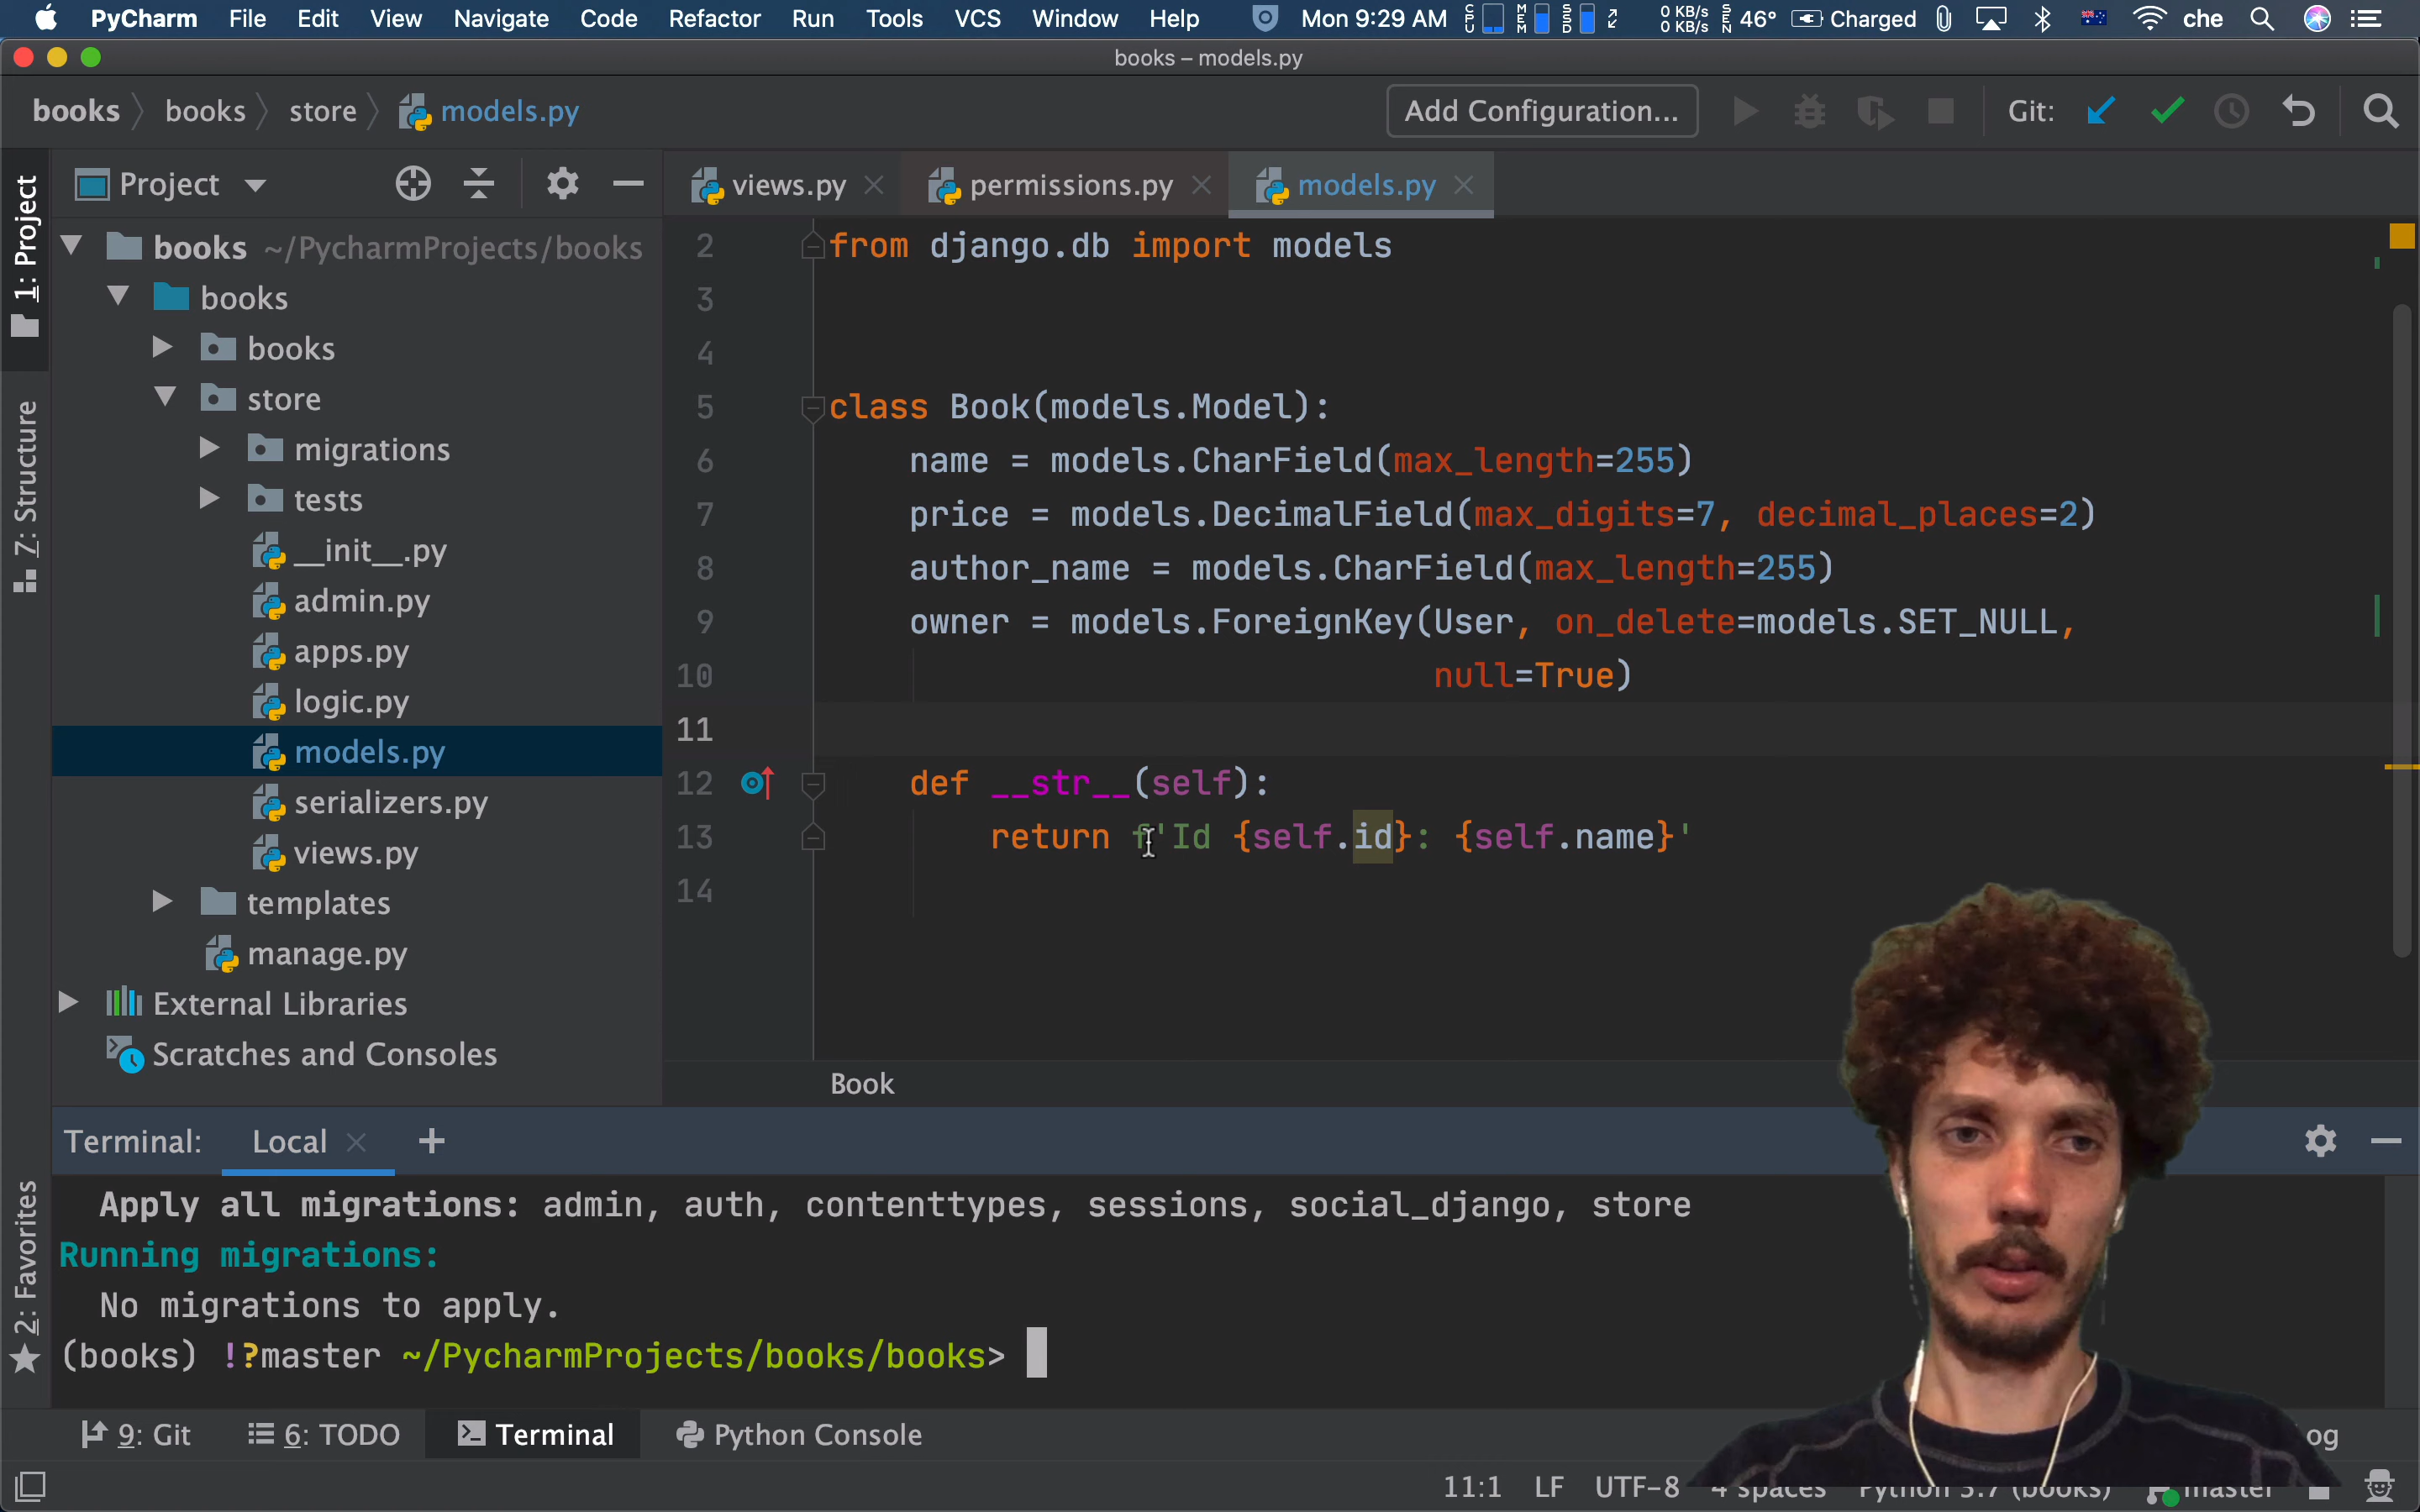 PyCharm File Edit View Navigate Code Refactor Run Tools VCS Window Help Mon 9:29 AM CPU MEM SSD 0 KB/s 0 KB/s SEN 46° Charged che
books – models.py
books books store models.py Add Configuration... Git:
1: Project
Project
views.py permissions.py models.py
books ~/PycharmProjects/books
books
books
store
migrations
tests
__init__.py
admin.py
apps.py
logic.py
models.py
serializers.py
views.py
templates
manage.py
External Libraries
Scratches and Consoles
7: Structure
2: Favorites
2 from django.db import models
3
4
5 class Book(models.Model):
6 name = models.CharField(max_length=255)
7 price = models.DecimalField(max_digits=7, decimal_places=2)
8 author_name = models.CharField(max_length=255)
9 owner = models.ForeignKey(User, on_delete=models.SET_NULL,
10 null=True)
11
12 def __str__(self):
13 return f'Id {self.id}: {self.name}'
14
Book
Terminal: Local
Apply all migrations: admin, auth, contenttypes, sessions, social_django, store
Running migrations:
No migrations to apply.
(books) !?master ~/PycharmProjects/books/books>
9: Git 6: TODO Terminal Python Console og
11:1 LF UTF-8 4 spaces Python 3.7 (books) master